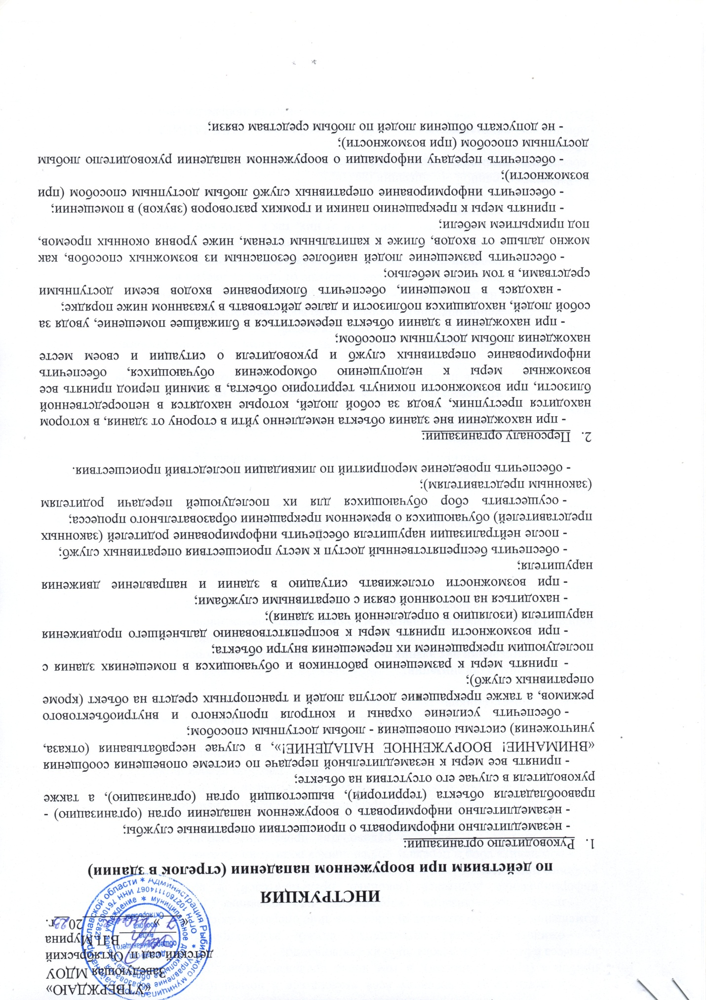 «УТВЕРЖДАЮ»
Заведующая МДОУ
детский сад п. Октябрьский
В.П.Мурина
« 7 » 20 23 г.
ИНСТРУКЦИЯ
по действиям при вооруженном нападении (стрелок в здании)
1. Руководителю организации:
- незамедлительно информировать о происшествии оперативные службы;
- незамедлительно информировать о вооруженном нападении орган (организацию) -
правообладателя объекта (территории), вышестоящий орган (организацию), а также
руководителя в случае его отсутствия на объекте;
- принять все меры к незамедлительной передаче по системе оповещения сообщения
«ВНИМАНИЕ! ВООРУЖЕННОЕ НАПАДЕНИЕ!», в случае несрабатывания (отказа,
уничтожения) системы оповещения - любым доступным способом;
- обеспечить усиление охраны и контроля пропускного и внутриобъектового
режимов, а также прекращение доступа людей и транспортных средств на объект (кроме
оперативных служб);
- принять меры к размещению работников и обучающихся в помещениях здания с
последующим прекращением их перемещения внутри объекта;
- при возможности принять меры к воспрепятствованию дальнейшего продвижения
нарушителя (изоляцию в определенной части здания);
- находиться на постоянной связи с оперативными службами;
- при возможности отслеживать ситуацию в здании и направление движения
нарушителя;
- обеспечить беспрепятственный доступ к месту происшествия оперативных служб;
- после нейтрализации нарушителя обеспечить информирование родителей (законных
представителей) обучающихся о временном прекращении образовательного процесса;
- осуществить сбор обучающихся для их последующей передачи родителям
(законным представителям);
- обеспечить проведение мероприятий по ликвидации последствий происшествия.
2. Персоналу организации:
- при нахождении вне здания объекта немедленно уйти в сторону от здания, в котором
находится преступник, уводя за собой людей, которые находятся в непосредственной
близости, при возможности покинуть территорию объекта, в зимний период принять все
возможные меры к недопущению обморожения обучающихся, обеспечить
информирование оперативных служб и руководителя о ситуации и своем месте
нахождения любым доступным способом;
- при нахождении в здании объекта переместиться в ближайшее помещение, уводя за
собой людей, находящихся поблизости и далее действовать в указанном ниже порядке;
- находясь в помещении, обеспечить блокирование входов всеми доступными
средствами, в том числе мебелью;
- обеспечить размещение людей наиболее безопасным из возможных способов, как
можно дальше от входов, ближе к капитальным стенам, ниже уровня оконных проемов,
под прикрытием мебели;
- принять меры к прекращению паники и громких разговоров (звуков) в помещении;
- обеспечить информирование оперативных служб любым доступным способом (при
возможности);
- обеспечить передачу информации о вооруженном нападении руководителю любым
доступным способом (при возможности);
- не допускать общения людей по любым средствам связи;